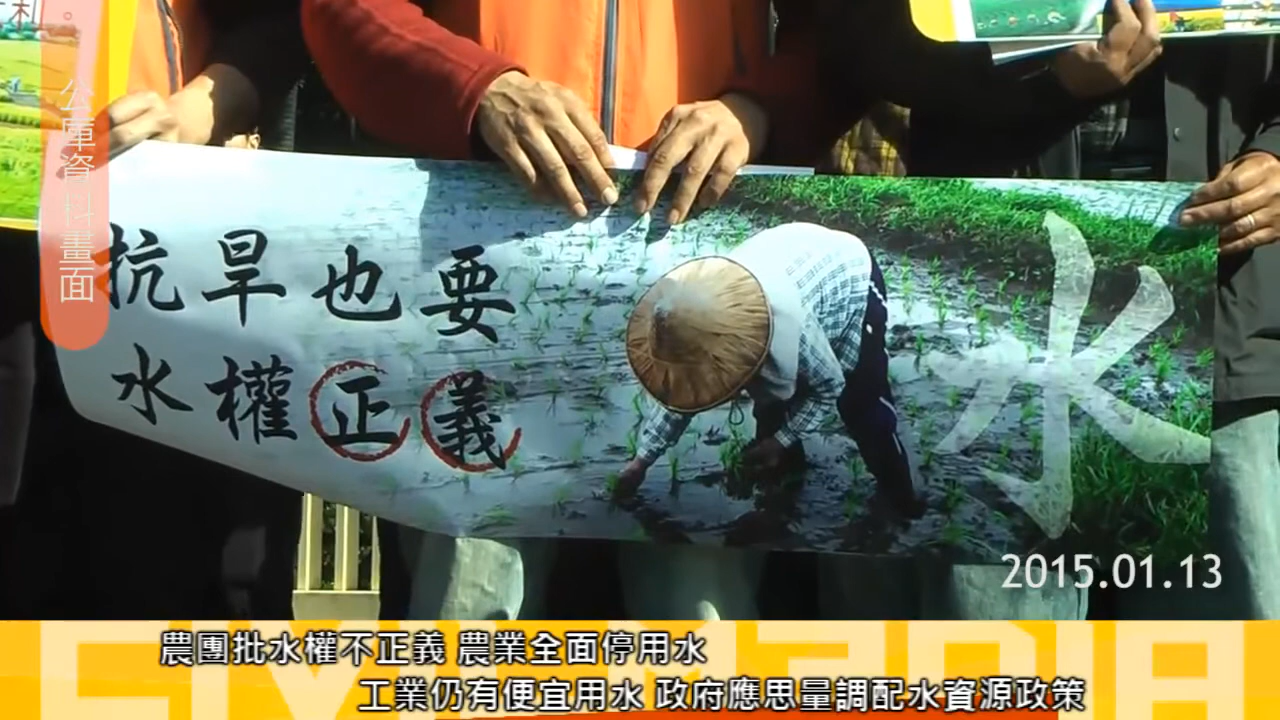 公庫資料畫面
抗旱也要
水權正義
水
2015.01.13
農團批水權不正義 農業全面停用水
工業仍有便宜用水 政府應思量調配水資源政策